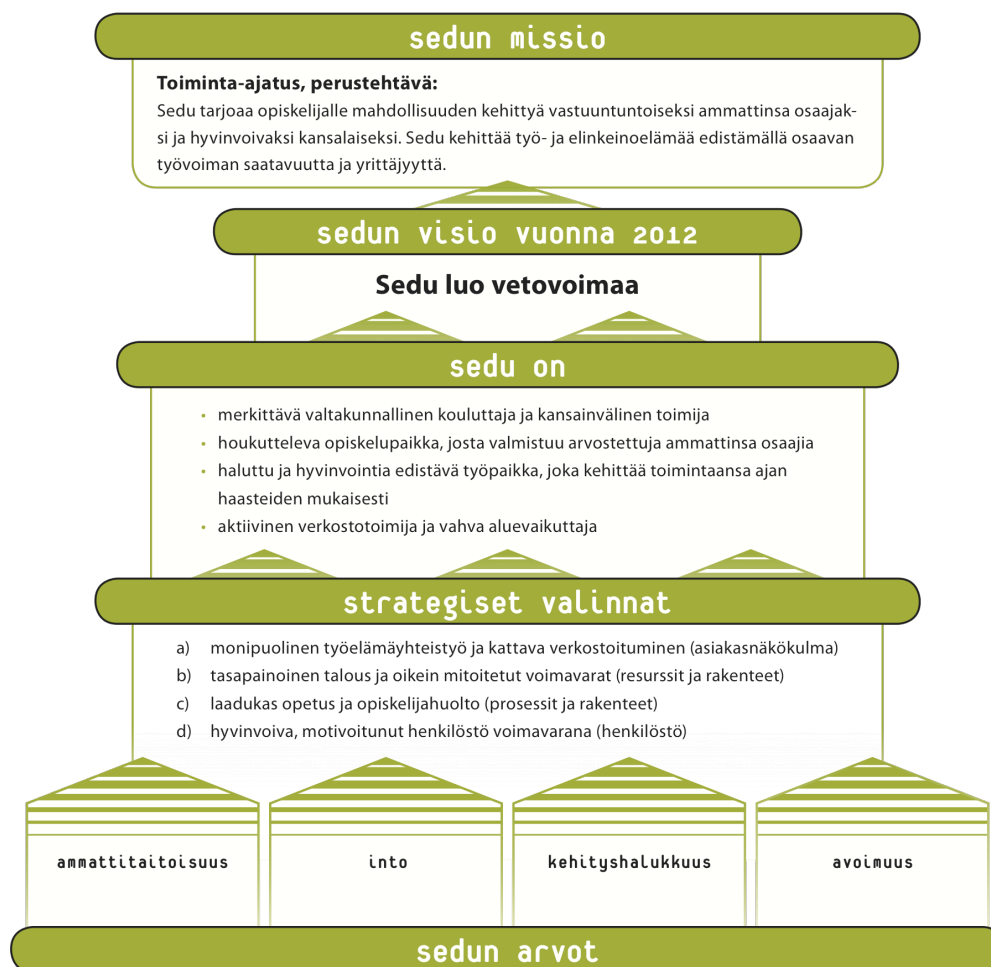 sedun missio
Toiminta-ajatus, perustehtävä:
Sedu tarjoaa opiskelijalle mahdollisuuden kehittyä vastuuntuntoiseksi ammattinsa osaajak-
si ja hyvinvoivaksi kansalaiseksi. Sedu kehittää työ- ja elinkeinoelämää edistämällä osaavan
työvoiman saatavuutta ja yrittäjyyttä.
sedun visio vuonna 2012
Sedu luo vetovoimaa
sedu on
• merkittävä valtakunnallinen kouluttaja ja kansainvälinen toimija
• houkutteleva opiskelupaikka, josta valmistuu arvostettuja ammattinsa osaajia
• haluttu ja hyvinvointia edistävä työpaikka, joka kehittää toimintaansa ajan
haasteiden mukaisesti
• aktiivinen verkostotoimija ja vahva aluevaikuttaja
strategiset valinnat
a) monipuolinen työelämäyhteistyö ja kattava verkostoituminen (asiakasnäkökulma)
b) tasapainoinen talous ja oikein mitoitetut voimavarat (resurssit ja rakenteet)
c) laadukas opetus ja opiskelijahuolto (prosessit ja rakenteet)
d) hyvinvoiva, motivoitunut henkilöstö voimavarana (henkilöstö)
ammattitaitoisuus into kehityshalukkuus avoimuus
sedun arvot